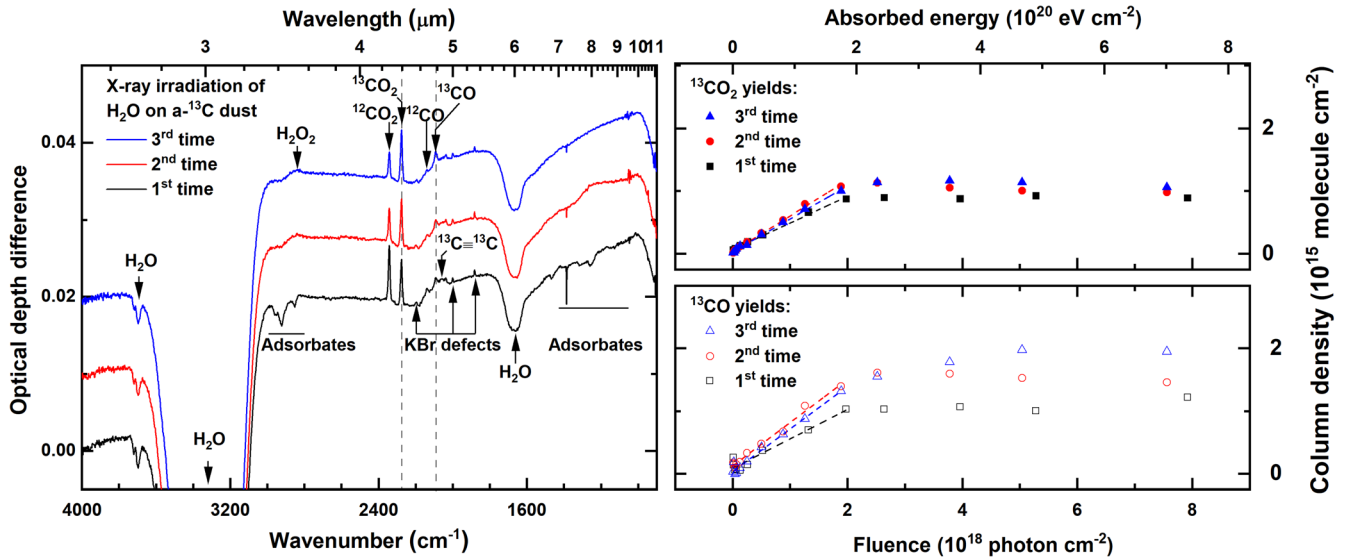 Wavelength (μm)
3 4 5 6 7 8 9 10 11
X-ray irradiation of
H₂O on a-¹³C dust
3ʳᵈ time
2ⁿᵈ time
1ˢᵗ time
¹³CO₂
¹²CO₂
¹²CO
¹³CO
H₂O₂
H₂O
¹³C≡¹³C
Adsorbates
KBr defects
Adsorbates
H₂O
H₂O
0.04
0.02
0.00
Optical depth difference
4000 3200 2400 1600
Wavenumber (cm⁻¹)
Absorbed energy (10²⁰ eV cm⁻²)
0 2 4 6 8
¹³CO₂ yields:
3ʳᵈ time
2ⁿᵈ time
1ˢᵗ time
2
0
¹³CO yields:
3ʳᵈ time
2ⁿᵈ time
1ˢᵗ time
2
0
Column density (10¹⁵ molecule cm⁻²)
0 2 4 6 8
Fluence (10¹⁸ photon cm⁻²)